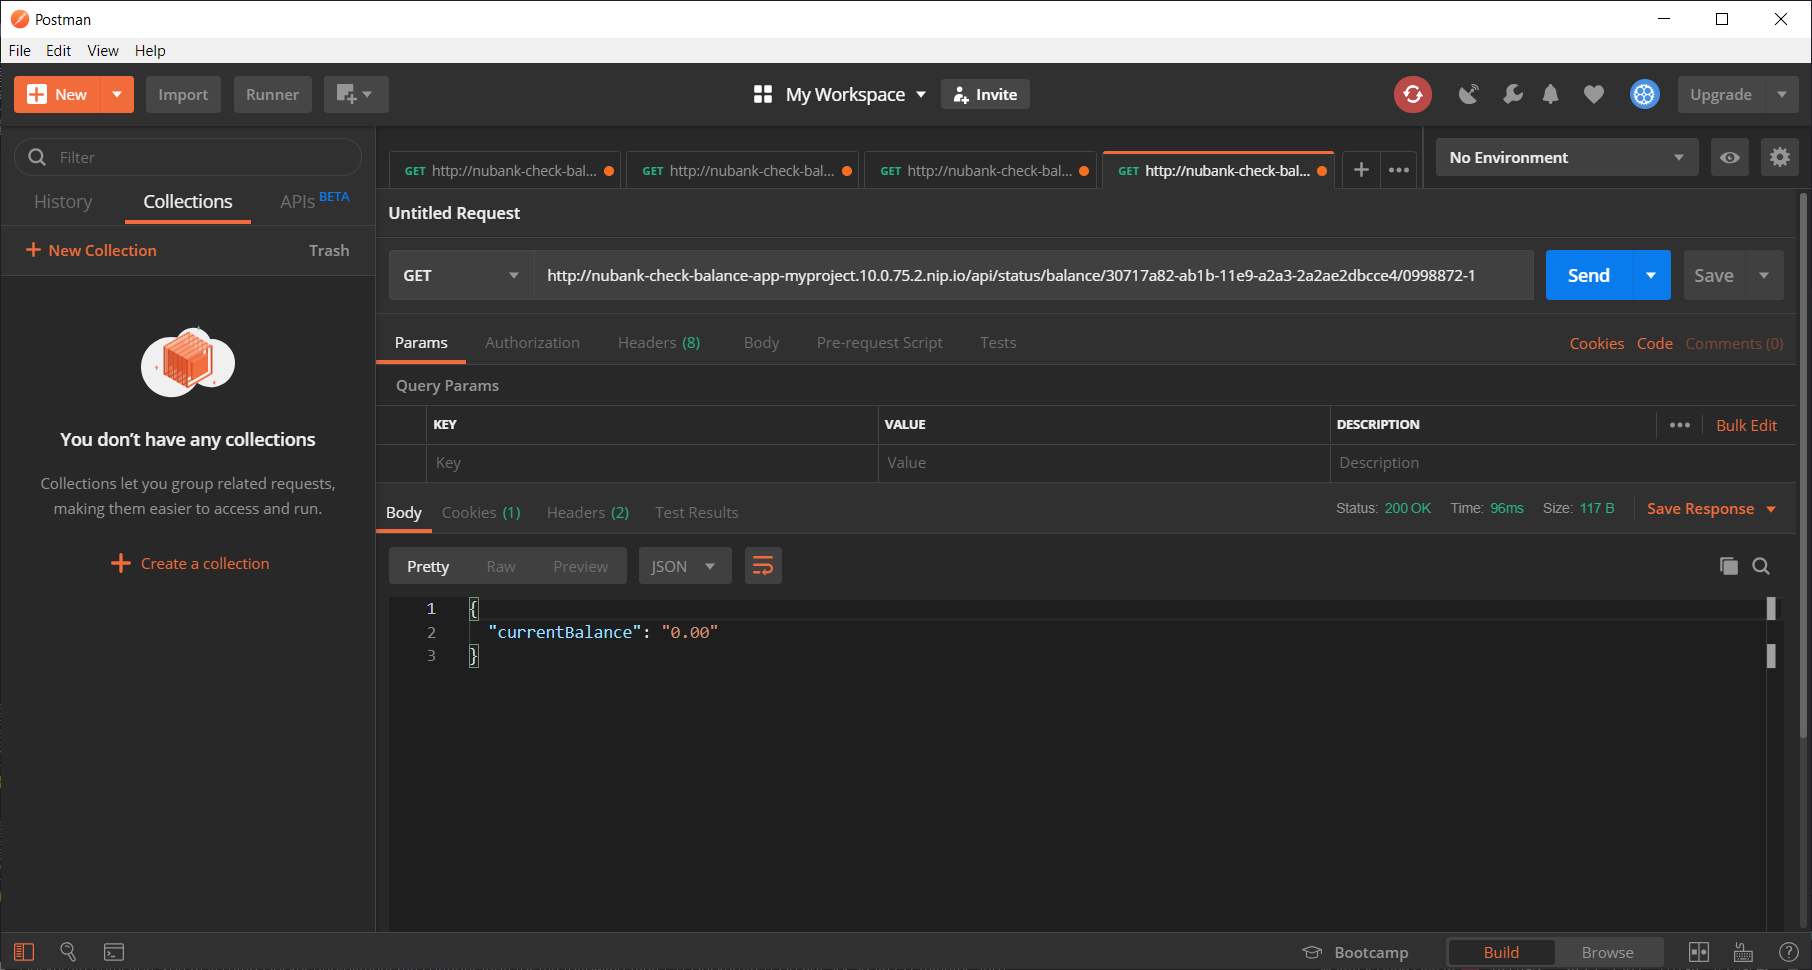 Postman
File Edit View Help
New Import Runner My Workspace Invite Upgrade
Filter
History Collections APIs BETA
New Collection Trash
You don't have any collections
Collections let you group related requests,
making them easier to access and run.
Create a collection
GET http://nubank-check-bal... GET http://nubank-check-bal... GET http://nubank-check-bal... GET http://nubank-check-bal... No Environment
Untitled Request
GET http://nubank-check-balance-app-myproject.10.0.75.2.nip.io/api/status/balance/30717a82-ab1b-11e9-a2a3-2a2ae2dbcce4/0998872-1 Send Save
Params Authorization Headers (8) Body Pre-request Script Tests Cookies Code Comments (0)
Query Params
KEY VALUE DESCRIPTION Bulk Edit
Key Value Description
Body Cookies (1) Headers (2) Test Results Status: 200 OK Time: 96ms Size: 117 B Save Response
Pretty Raw Preview JSON
1 {
2 "currentBalance": "0.00"
3 }
Bootcamp Build Browse